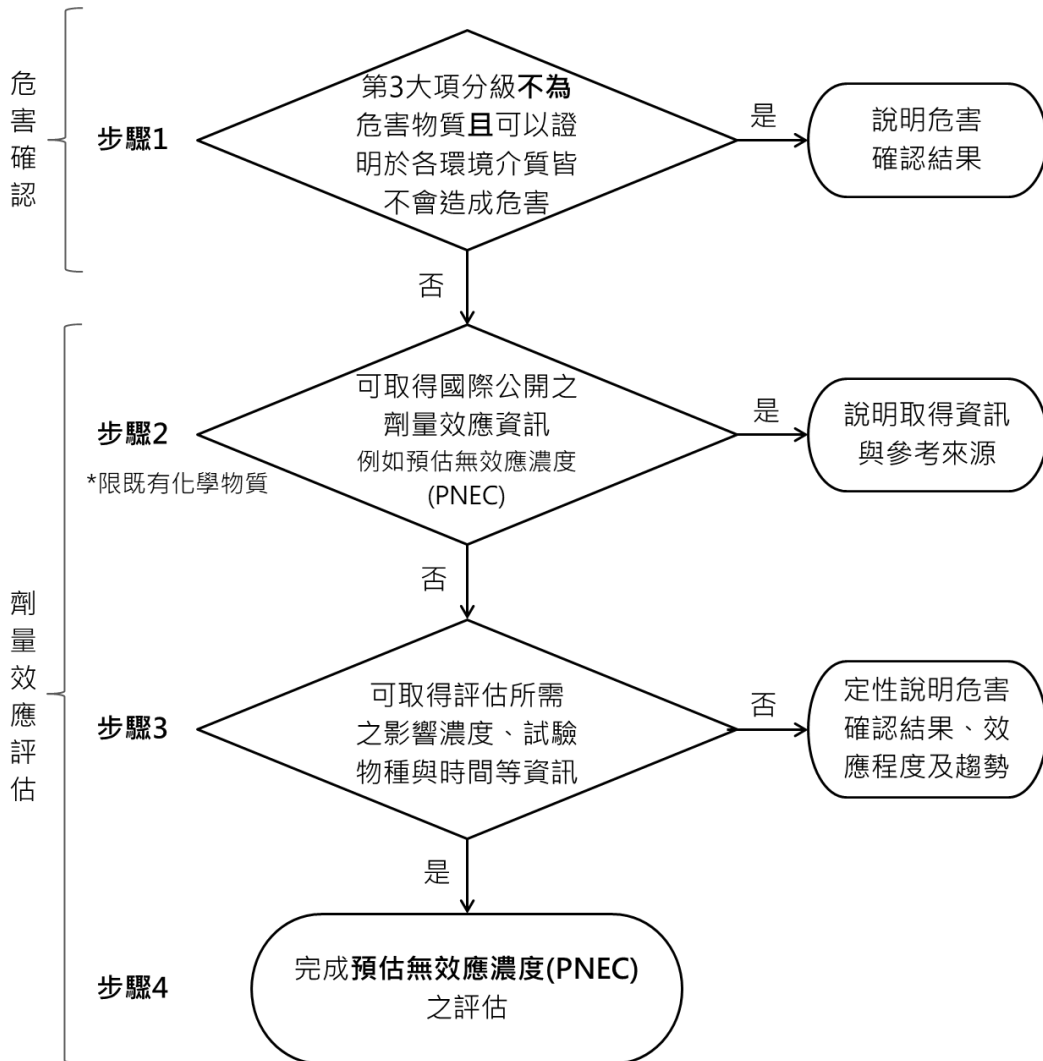 危害確認
步驟1
第3大項分級不為
危害物質且可以證
明於各環境介質皆
不會造成危害
是
說明危害
確認結果
否
劑量效應評估
步驟2
*限既有化學物質
可取得國際公開之
劑量效應資訊
例如預估無效應濃度
(PNEC)
是
說明取得資訊
與參考來源
否
步驟3
可取得評估所需
之影響濃度、試驗
物種與時間等資訊
否
定性說明危害
確認結果、效
應程度及趨勢
是
步驟4
完成預估無效應濃度(PNEC)
之評估